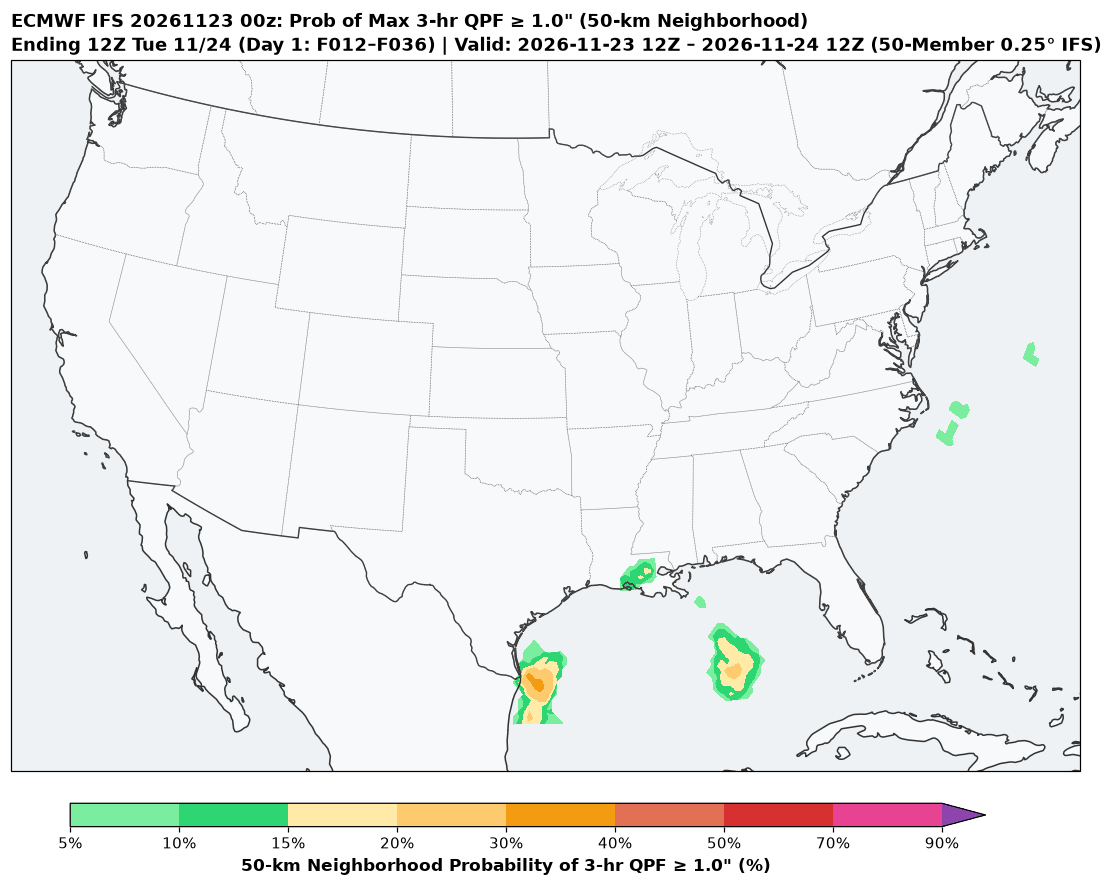 ECMWF IFS 20261123 00z: Prob of Max 3-hr QPF ≥ 1.0" (50-km Neighborhood)
Ending 12Z Tue 11/24 (Day 1: F012–F036) | Valid: 2026-11-23 12Z – 2026-11-24 12Z (50-Member 0.25° IFS)
5% 10% 15% 20% 30% 40% 50% 70% 90%
50-km Neighborhood Probability of 3-hr QPF ≥ 1.0" (%)